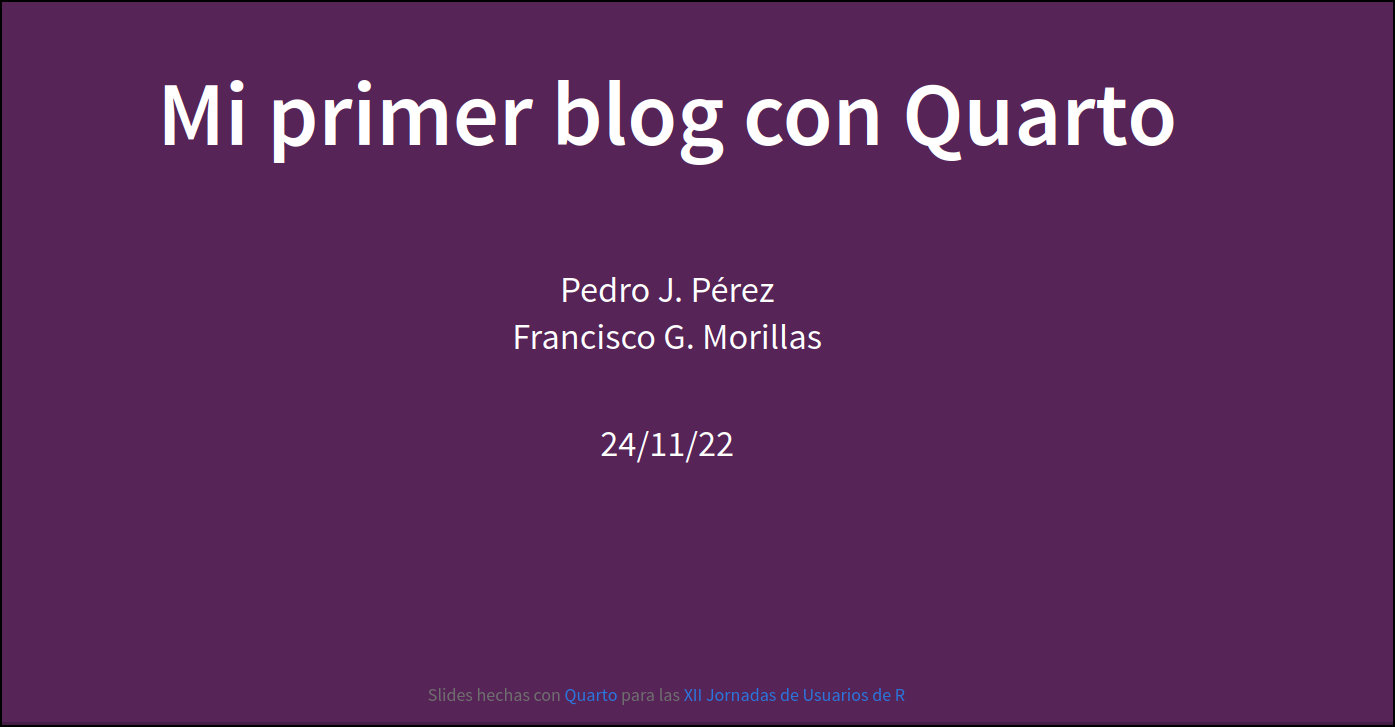 Mi primer blog con Quarto
Pedro J. Pérez
Francisco G. Morillas
24/11/22
Slides hechas con Quarto para las XII Jornadas de Usuarios de R